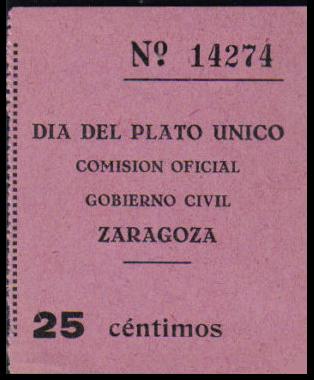 Nº 14274
DIA DEL PLATO UNICO
COMISION OFICIAL
GOBIERNO CIVIL
ZARAGOZA
25 céntimos